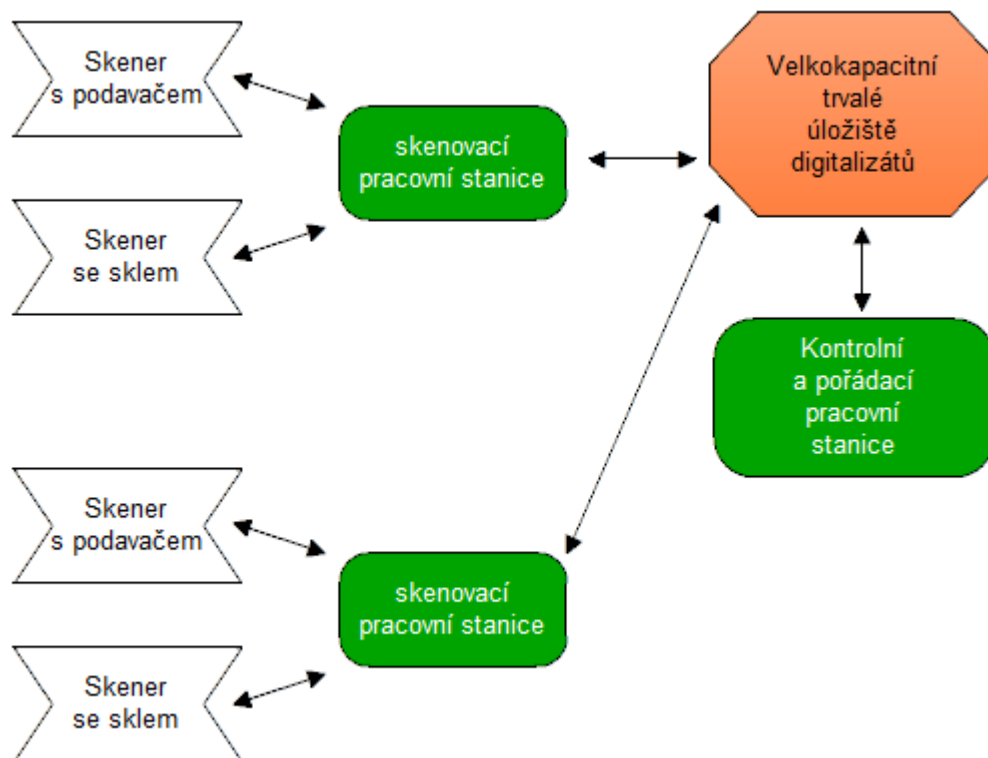 Skener
s podavačem
Skener
se sklem
skenovací
pracovní stanice
Velkokapacitní
trvalé
úložiště
digitalizátů
Kontrolní
a pořádací
pracovní
stanice
Skener
s podavačem
Skener
se sklem
skenovací
pracovní stanice